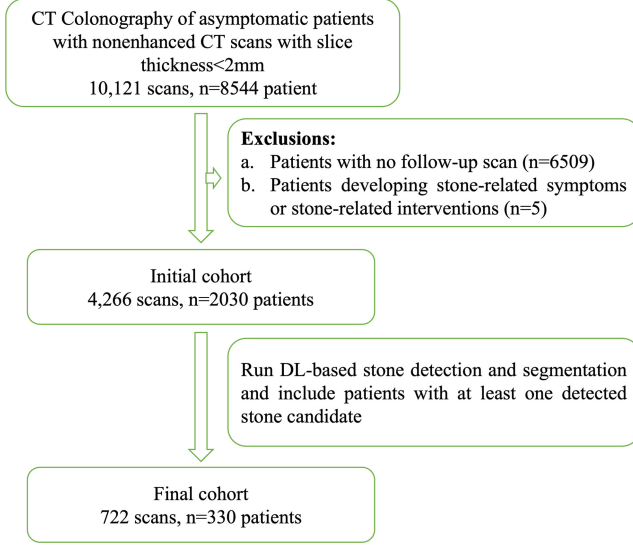 CT Colonography of asymptomatic patients
with nonenhanced CT scans with slice
thickness<2mm
10,121 scans, n=8544 patient
Exclusions:
a. Patients with no follow-up scan (n=6509)
b. Patients developing stone-related symptoms
or stone-related interventions (n=5)
Initial cohort
4,266 scans, n=2030 patients
Run DL-based stone detection and segmentation
and include patients with at least one detected
stone candidate
Final cohort
722 scans, n=330 patients